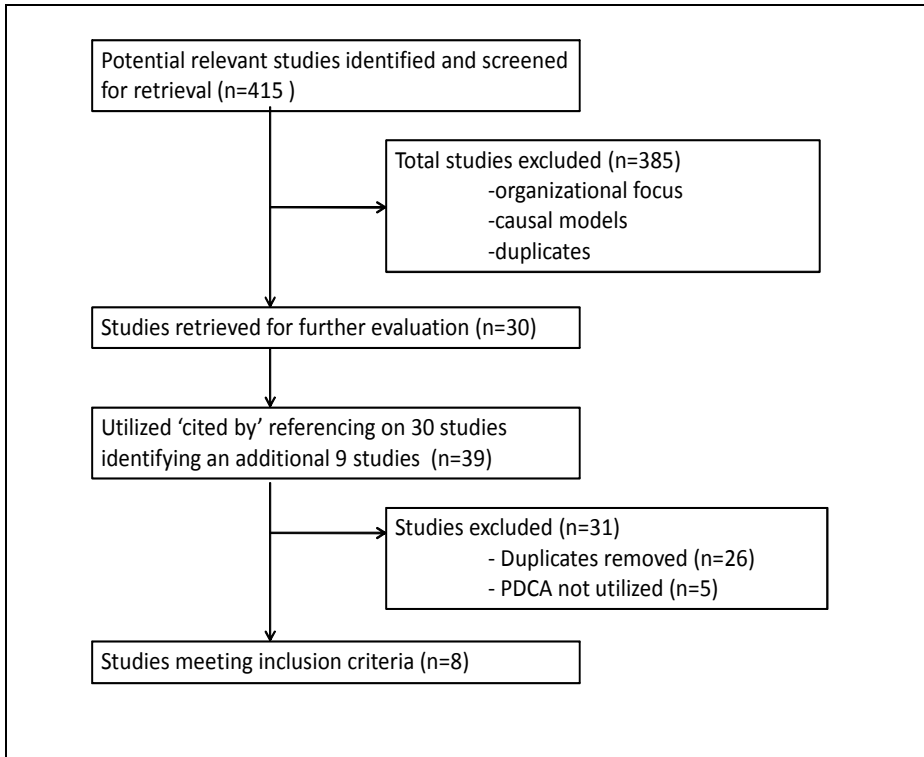 Potential relevant studies identified and screened
for retrieval (n=415 )
Total studies excluded (n=385)
-organizational focus
-causal models
-duplicates
Studies retrieved for further evaluation (n=30)
Utilized ‘cited by’ referencing on 30 studies
identifying an additional 9 studies (n=39)
Studies excluded (n=31)
- Duplicates removed (n=26)
- PDCA not utilized (n=5)
Studies meeting inclusion criteria (n=8)